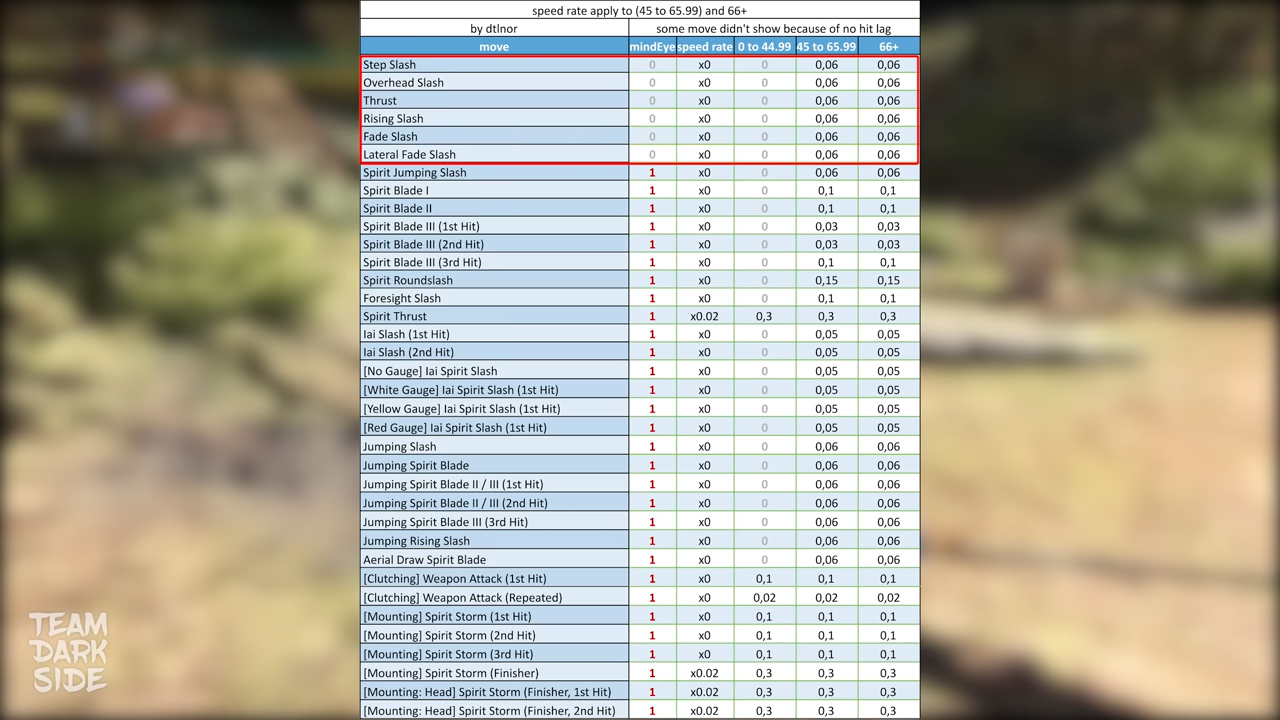 speed rate apply to (45 to 65.99) and 66+
by dtlnor some move didn't show because of no hit lag
move mindEye speed rate 0 to 44.99 45 to 65.99 66+
Step Slash 0 x0 0 0,06 0,06
Overhead Slash 0 x0 0 0,06 0,06
Thrust 0 x0 0 0,06 0,06
Rising Slash 0 x0 0 0,06 0,06
Fade Slash 0 x0 0 0,06 0,06
Lateral Fade Slash 0 x0 0 0,06 0,06
Spirit Jumping Slash 1 x0 0 0,06 0,06
Spirit Blade I 1 x0 0 0,1 0,1
Spirit Blade II 1 x0 0 0,1 0,1
Spirit Blade III (1st Hit) 1 x0 0 0,03 0,03
Spirit Blade III (2nd Hit) 1 x0 0 0,03 0,03
Spirit Blade III (3rd Hit) 1 x0 0 0,1 0,1
Spirit Roundslash 1 x0 0 0,15 0,15
Foresight Slash 1 x0 0 0,1 0,1
Spirit Thrust 1 x0.02 0,3 0,3 0,3
Iai Slash (1st Hit) 1 x0 0 0,05 0,05
Iai Slash (2nd Hit) 1 x0 0 0,05 0,05
[No Gauge] Iai Spirit Slash 1 x0 0 0,05 0,05
[White Gauge] Iai Spirit Slash (1st Hit) 1 x0 0 0,05 0,05
[Yellow Gauge] Iai Spirit Slash (1st Hit) 1 x0 0 0,05 0,05
[Red Gauge] Iai Spirit Slash (1st Hit) 1 x0 0 0,05 0,05
Jumping Slash 1 x0 0 0,06 0,06
Jumping Spirit Blade 1 x0 0 0,06 0,06
Jumping Spirit Blade II / III (1st Hit) 1 x0 0 0,06 0,06
Jumping Spirit Blade II / III (2nd Hit) 1 x0 0 0,06 0,06
Jumping Spirit Blade III (3rd Hit) 1 x0 0 0,06 0,06
Jumping Rising Slash 1 x0 0 0,06 0,06
Aerial Draw Spirit Blade 1 x0 0 0,06 0,06
[Clutching] Weapon Attack (1st Hit) 1 x0 0,1 0,1 0,1
[Clutching] Weapon Attack (Repeated) 1 x0 0,02 0,02 0,02
[Mounting] Spirit Storm (1st Hit) 1 x0 0,1 0,1 0,1
[Mounting] Spirit Storm (2nd Hit) 1 x0 0,1 0,1 0,1
[Mounting] Spirit Storm (3rd Hit) 1 x0 0,1 0,1 0,1
[Mounting] Spirit Storm (Finisher) 1 x0.02 0,3 0,3 0,3
[Mounting: Head] Spirit Storm (Finisher, 1st Hit) 1 x0.02 0,3 0,3 0,3
[Mounting: Head] Spirit Storm (Finisher, 2nd Hit) 1 x0.02 0,3 0,3 0,3
TEAM
DARK
SIDE